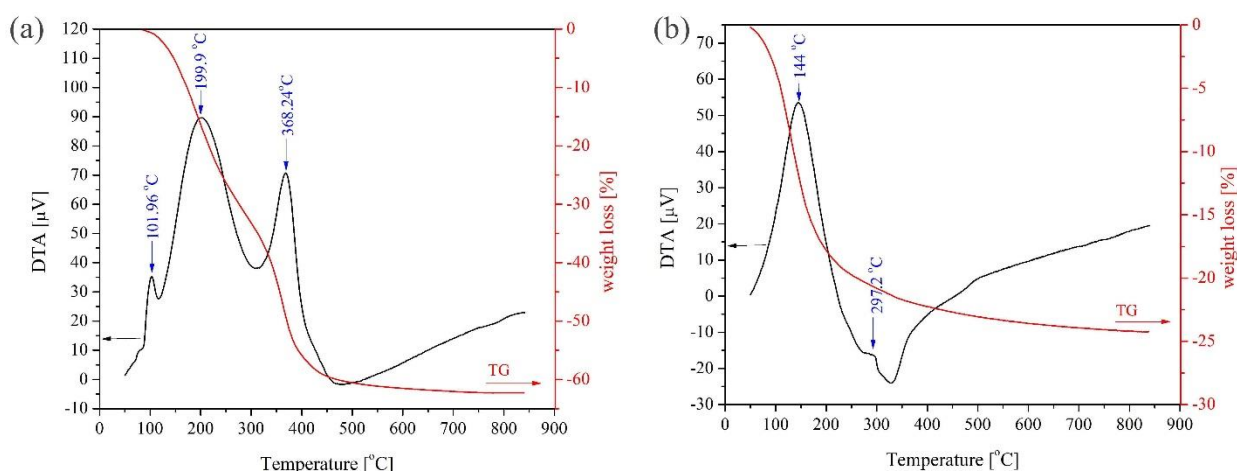 (a)
120
110
100
90
80
70
60
50
40
30
20
10
0
-10
DTA [µV]
101.96 °C
199.9 °C
368.24°C
TG
0
-10
-20
-30
-40
-50
-60
weight loss [%]
0 100 200 300 400 500 600 700 800 900
Temperature [°C]
(b)
70
60
50
40
30
20
10
0
-10
-20
-30
DTA [µV]
144 °C
297.2 °C
TG
0
-5
-10
-15
-20
-25
-30
weight loss [%]
0 100 200 300 400 500 600 700 800 900
Temperature [°C]